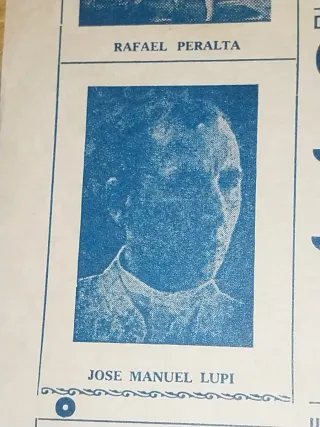 RAFAEL PERALTA
JOSE MANUEL LUPI